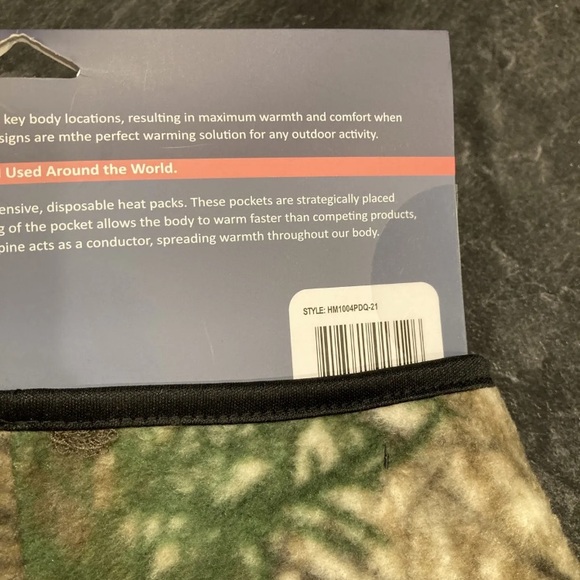 key body locations, resulting in maximum warmth and comfort when
signs are mthe perfect warming solution for any outdoor activity.
Used Around the World.
ensive, disposable heat packs. These pockets are strategically placed
g of the pocket allows the body to warm faster than competing products,
pine acts as a conductor, spreading warmth throughout our body.
STYLE: HM1004PDQ-21